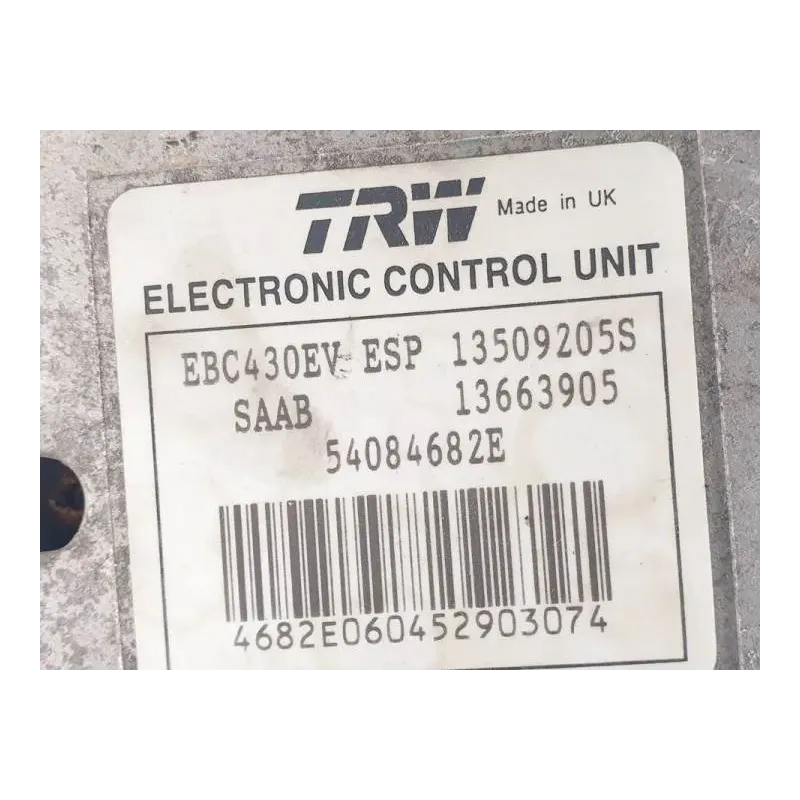 TRW Made in UK
ELECTRONIC CONTROL UNIT
EBC430EV ESP 13509205S
SAAB 13663905
54084682E
4682E060452903074